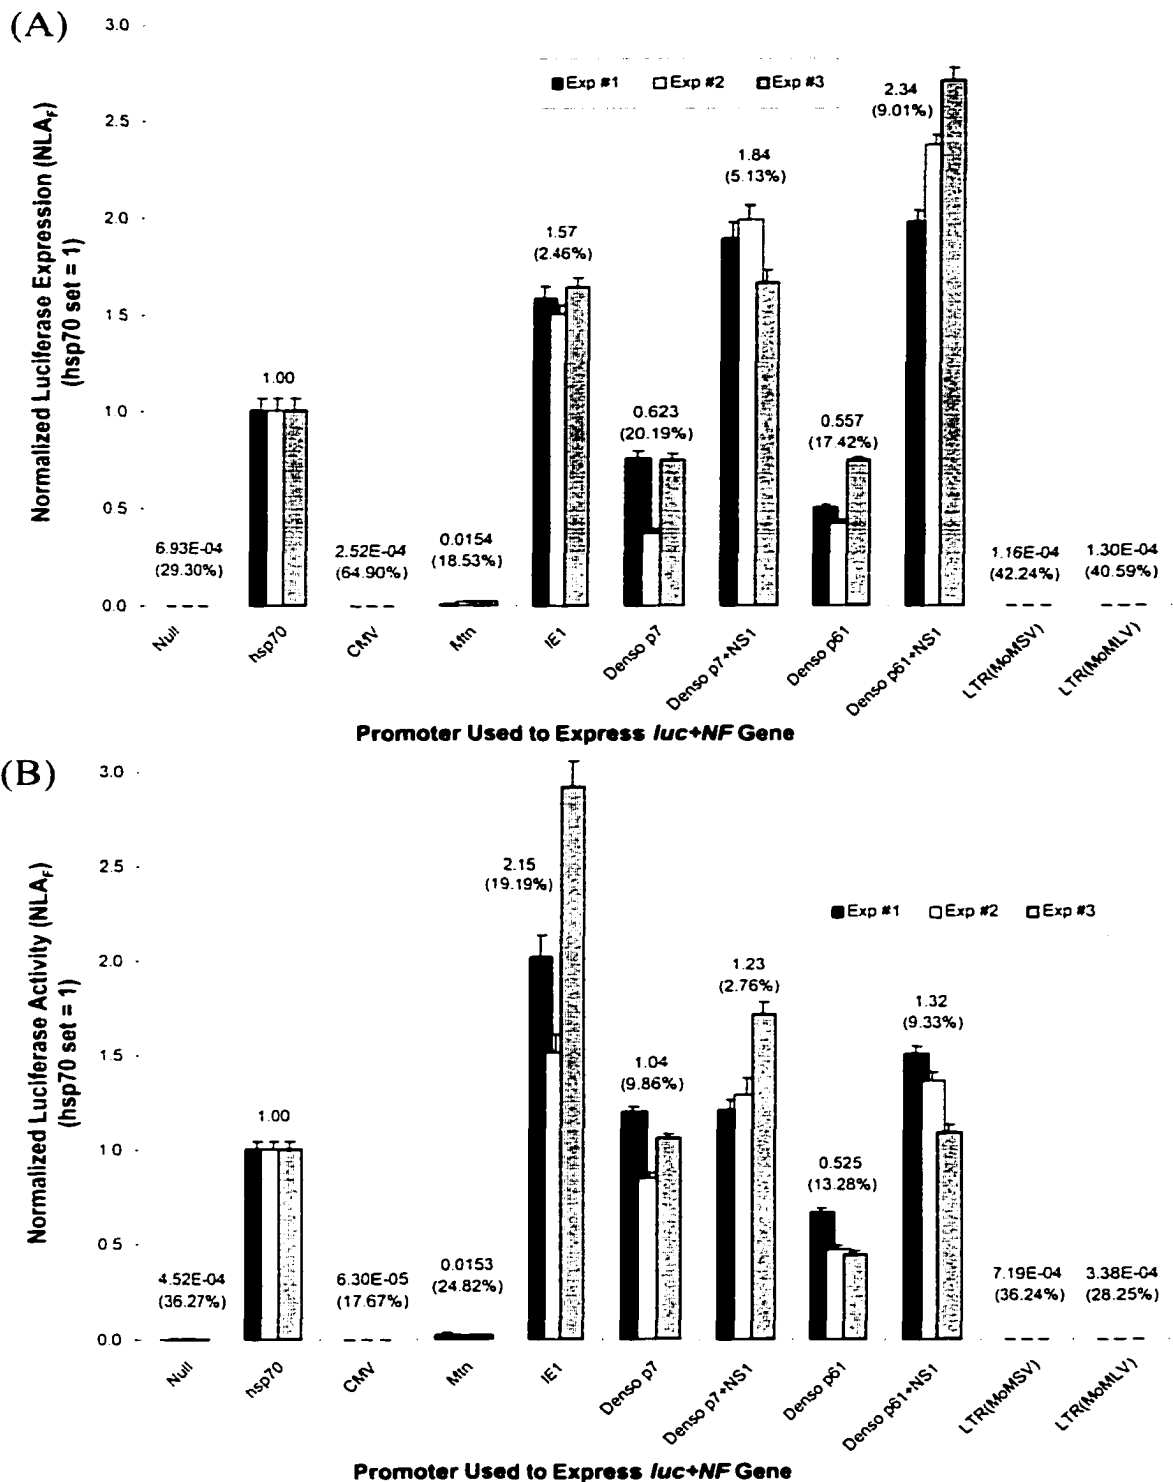 (A)
3.0
2.5
2.0
1 5
1 0
0.5
0.0
Normalized Luciferase Expression (NLAF)
(hsp70 set = 1)
Exp #1 Exp #2 Exp #3
6.93E-04
(29.30%)
1.00
2.52E-04
(64.90%)
0.0154
(18.53%)
1.57
(2.46%)
0.623
(20.19%)
1.84
(5.13%)
0.557
(17.42%)
2.34
(9.01%)
1.16E-04
(42.24%)
1.30E-04
(40.59%)
Null
hsp70
CMV
Mtn
IE1
Denso p7
Denso p7+NS1
Denso p61
Denso p61+NS1
LTR(MoMSV)
LTR(MoMLV)
Promoter Used to Express luc+NF Gene
(B)
3.0
2.5
2.0
1.5
1 0
0 5
0.0
Normalized Luciferase Activity (NLAF)
(hsp70 set = 1)
Exp #1 Exp #2 Exp #3
4.52E-04
(36.27%)
1.00
6.30E-05
(17.67%)
0.0153
(24.82%)
2.15
(19.19%)
1.04
(9.86%)
1.23
(2.76%)
0.525
(13.28%)
1.32
(9.33%)
7.19E-04
(36.24%)
3.38E-04
(28.25%)
Null
hsp70
CMV
Mtn
IE1
Denso p7
Denso p7+NS1
Denso p61
Denso p61+NS1
LTR(MoMSV)
LTR(MoMLV)
Promoter Used to Express luc+NF Gene